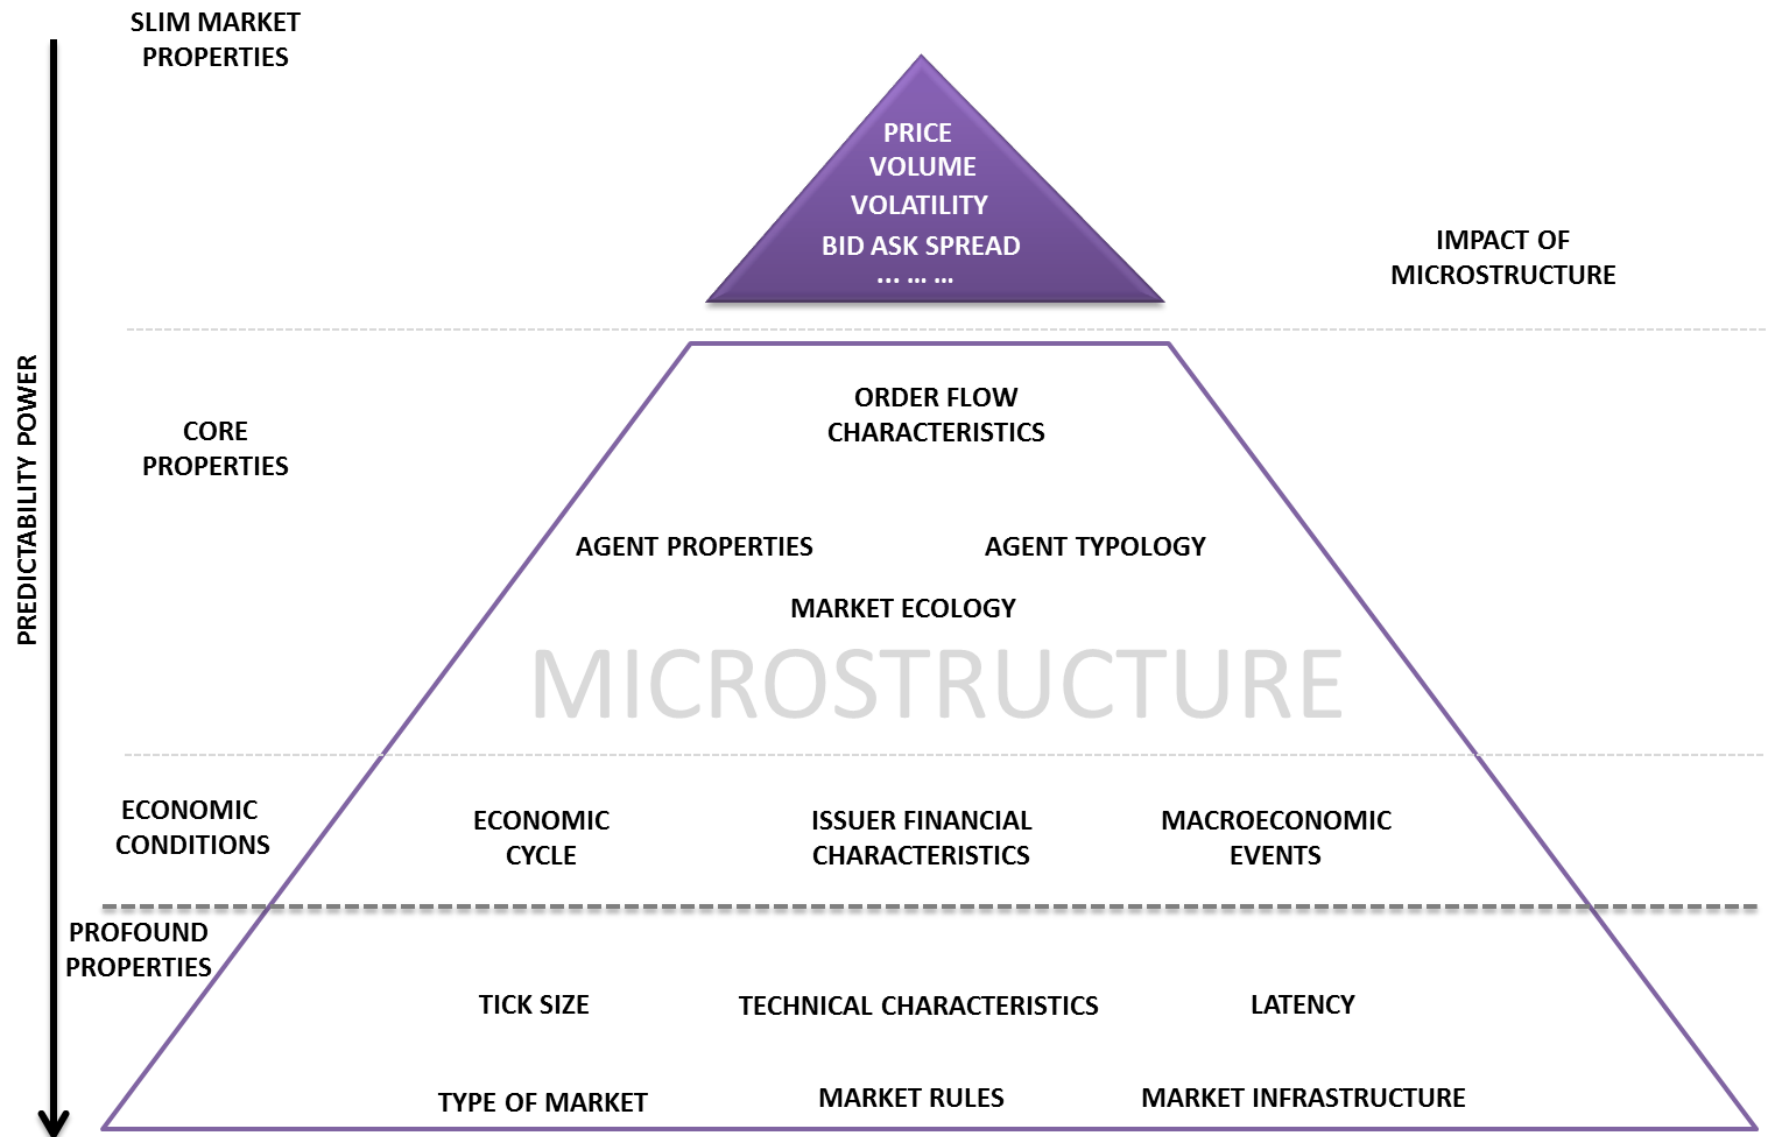 SLIM MARKET
PROPERTIES
PRICE
VOLUME
VOLATILITY
BID ASK SPREAD
... ... ...
IMPACT OF
MICROSTRUCTURE
PREDICTABILITY POWER
CORE
PROPERTIES
ORDER FLOW
CHARACTERISTICS
AGENT PROPERTIES
AGENT TYPOLOGY
MARKET ECOLOGY
MICROSTRUCTURE
ECONOMIC
CONDITIONS
ECONOMIC
CYCLE
ISSUER FINANCIAL
CHARACTERISTICS
MACROECONOMIC
EVENTS
PROFOUND
PROPERTIES
TICK SIZE
TECHNICAL CHARACTERISTICS
LATENCY
TYPE OF MARKET
MARKET RULES
MARKET INFRASTRUCTURE